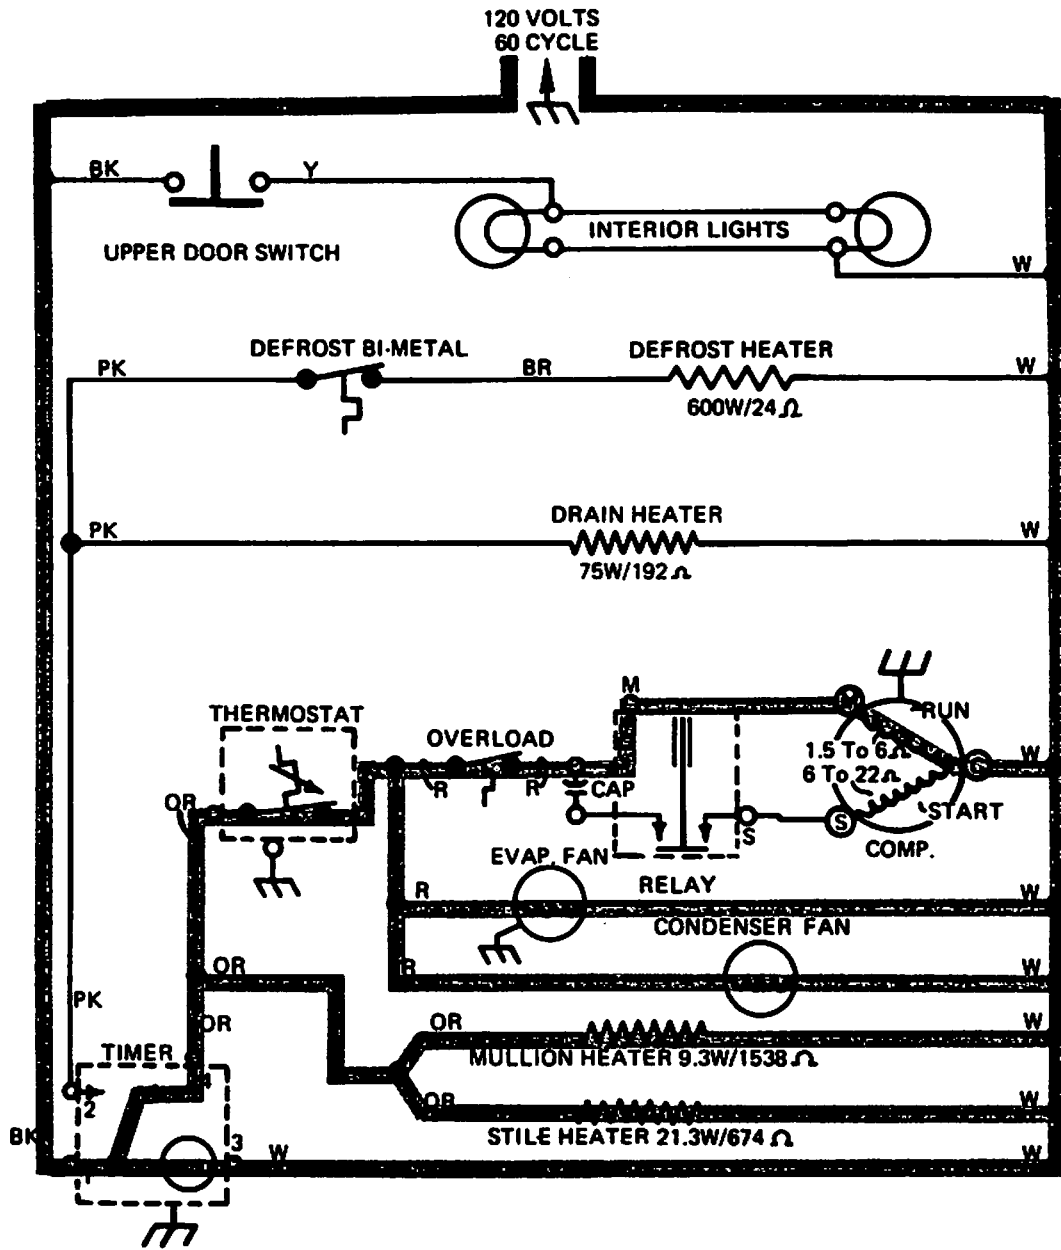 120 VOLTS
60 CYCLE
BK
Y
INTERIOR LIGHTS
UPPER DOOR SWITCH
W
DEFROST BI-METAL
DEFROST HEATER
PK
BR
W
600W/24Ω
DRAIN HEATER
PK
W
75W/192Ω
M
THERMOSTAT
M
RUN
OVERLOAD
1.5 To 6Ω
W
6 To 22Ω
C
R
R
CAP
OR
START
S
S
COMP.
EVAP. FAN
RELAY
R
W
CONDENSER FAN
OR
R
W
PK
OR
OR
W
TIMER
MULLION HEATER 9.3W/1538Ω
4
2
OR
W
BK
STILE HEATER 21.3W/674 Ω
3
W
W
1